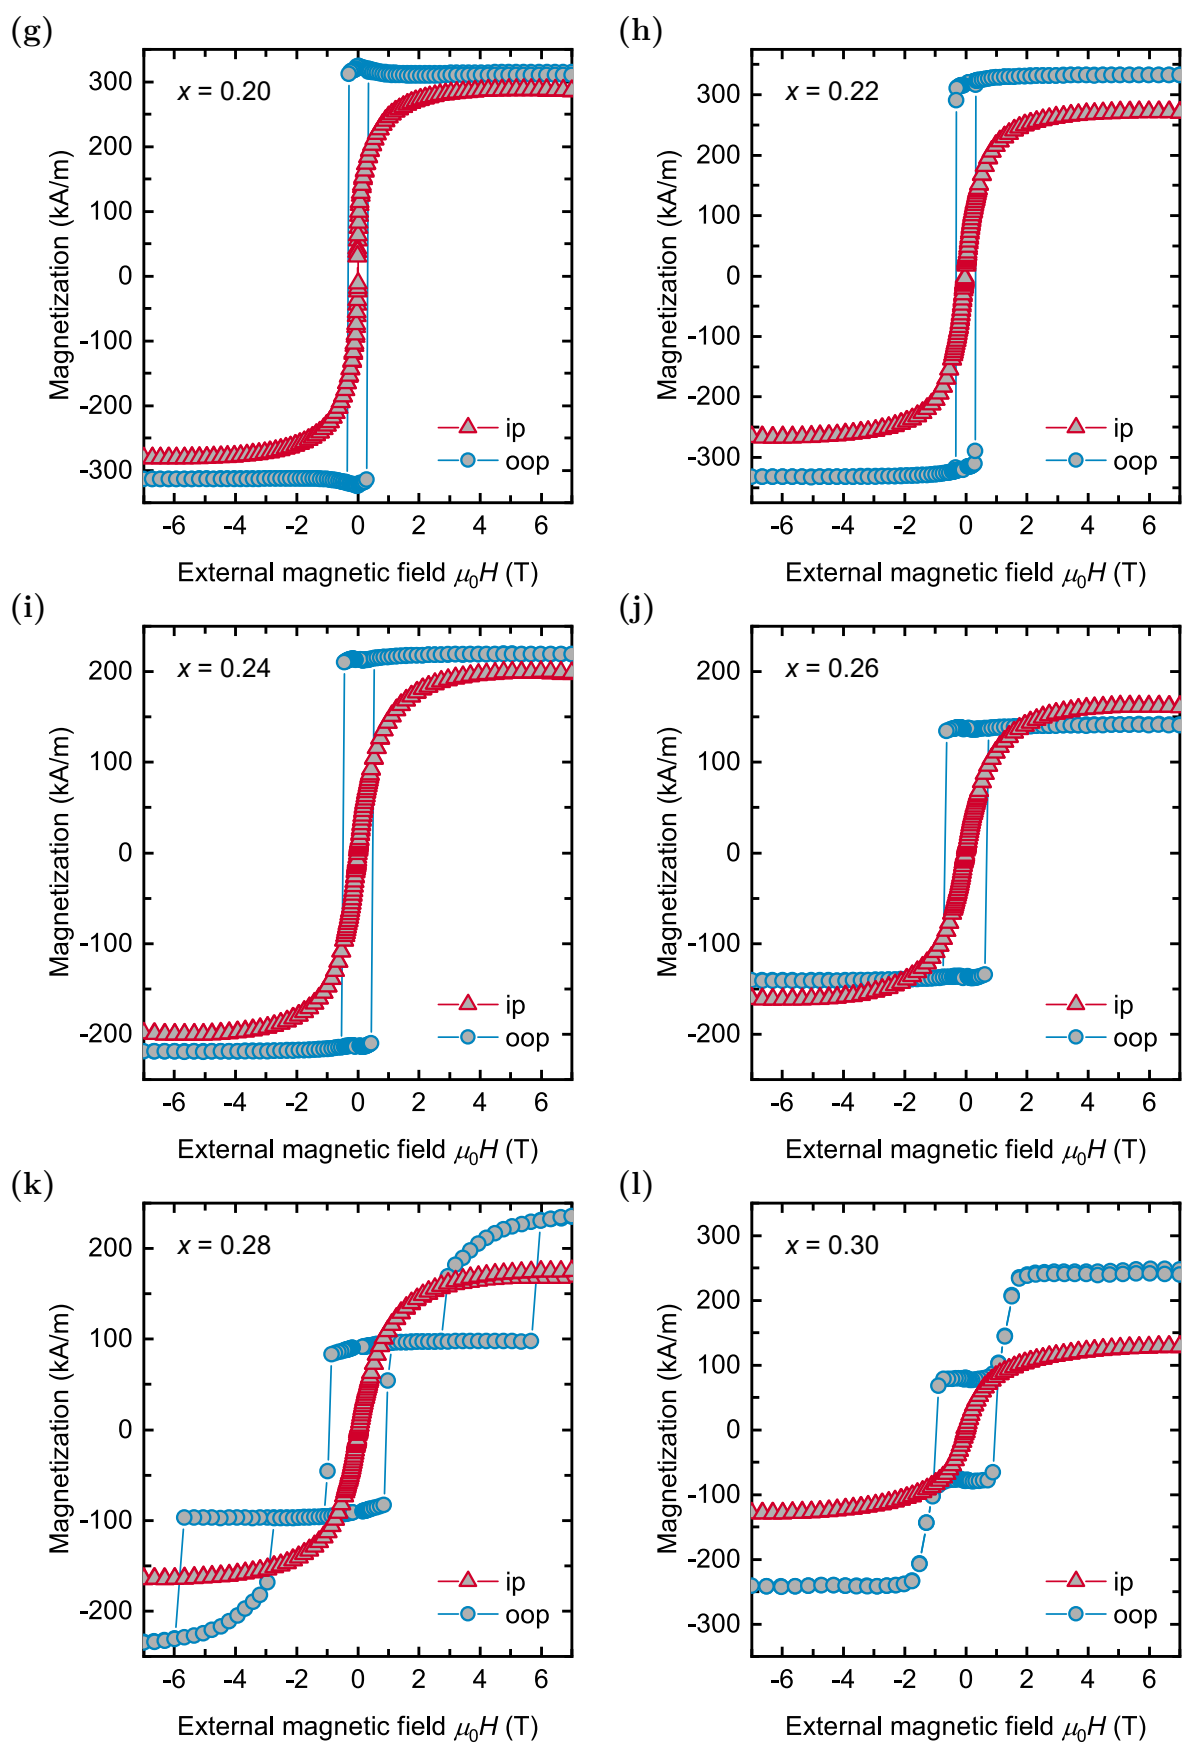 (g)
x = 0.20
Magnetization (kA/m)
300
200
100
0
-100
-200
-300
ip
oop
-6 -4 -2 0 2 4 6
External magnetic field μ₀H (T)
(h)
x = 0.22
Magnetization (kA/m)
300
200
100
0
-100
-200
-300
ip
oop
-6 -4 -2 0 2 4 6
External magnetic field μ₀H (T)
(i)
x = 0.24
Magnetization (kA/m)
200
100
0
-100
-200
ip
oop
-6 -4 -2 0 2 4 6
External magnetic field μ₀H (T)
(j)
x = 0.26
Magnetization (kA/m)
200
100
0
-100
-200
ip
oop
-6 -4 -2 0 2 4 6
External magnetic field μ₀H (T)
(k)
x = 0.28
Magnetization (kA/m)
200
100
0
-100
-200
ip
oop
-6 -4 -2 0 2 4 6
External magnetic field μ₀H (T)
(l)
x = 0.30
Magnetization (kA/m)
300
200
100
0
-100
-200
-300
ip
oop
-6 -4 -2 0 2 4 6
External magnetic field μ₀H (T)